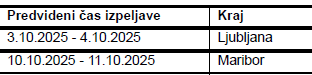 Predvideni čas izpeljave Kraj
3.10.2025 - 4.10.2025 Ljubljana
10.10.2025 - 11.10.2025 Maribor